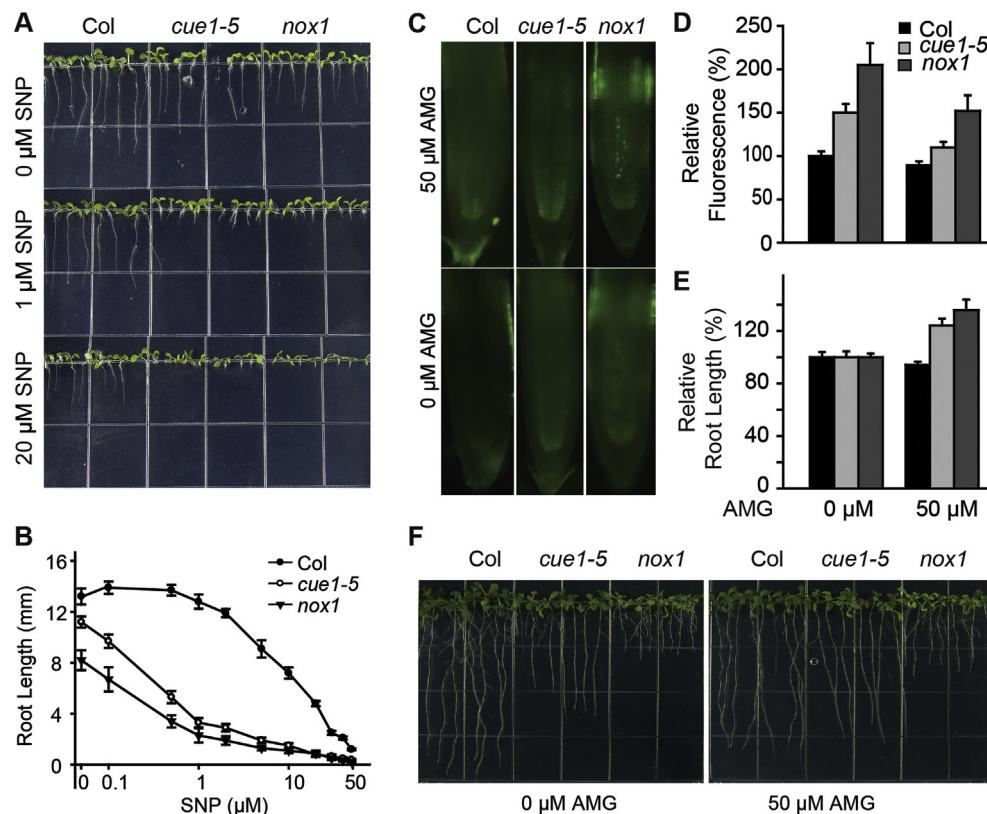 A
Col cue1-5 nox1
0 µM SNP
1 µM SNP
20 µM SNP
B
Root Length (mm)
16
12
8
4
0
Col
cue1-5
nox1
0 0.1 1 10 50
SNP (µM)
C
Col cue1-5 nox1
50 µM AMG
0 µM AMG
D
Relative
Fluorescence (%)
250
200
150
100
50
0
Col
cue1-5
nox1
E
Relative
Root Length (%)
120
80
40
0
AMG 0 µM 50 µM
F
Col cue1-5 nox1 Col cue1-5 nox1
0 µM AMG 50 µM AMG